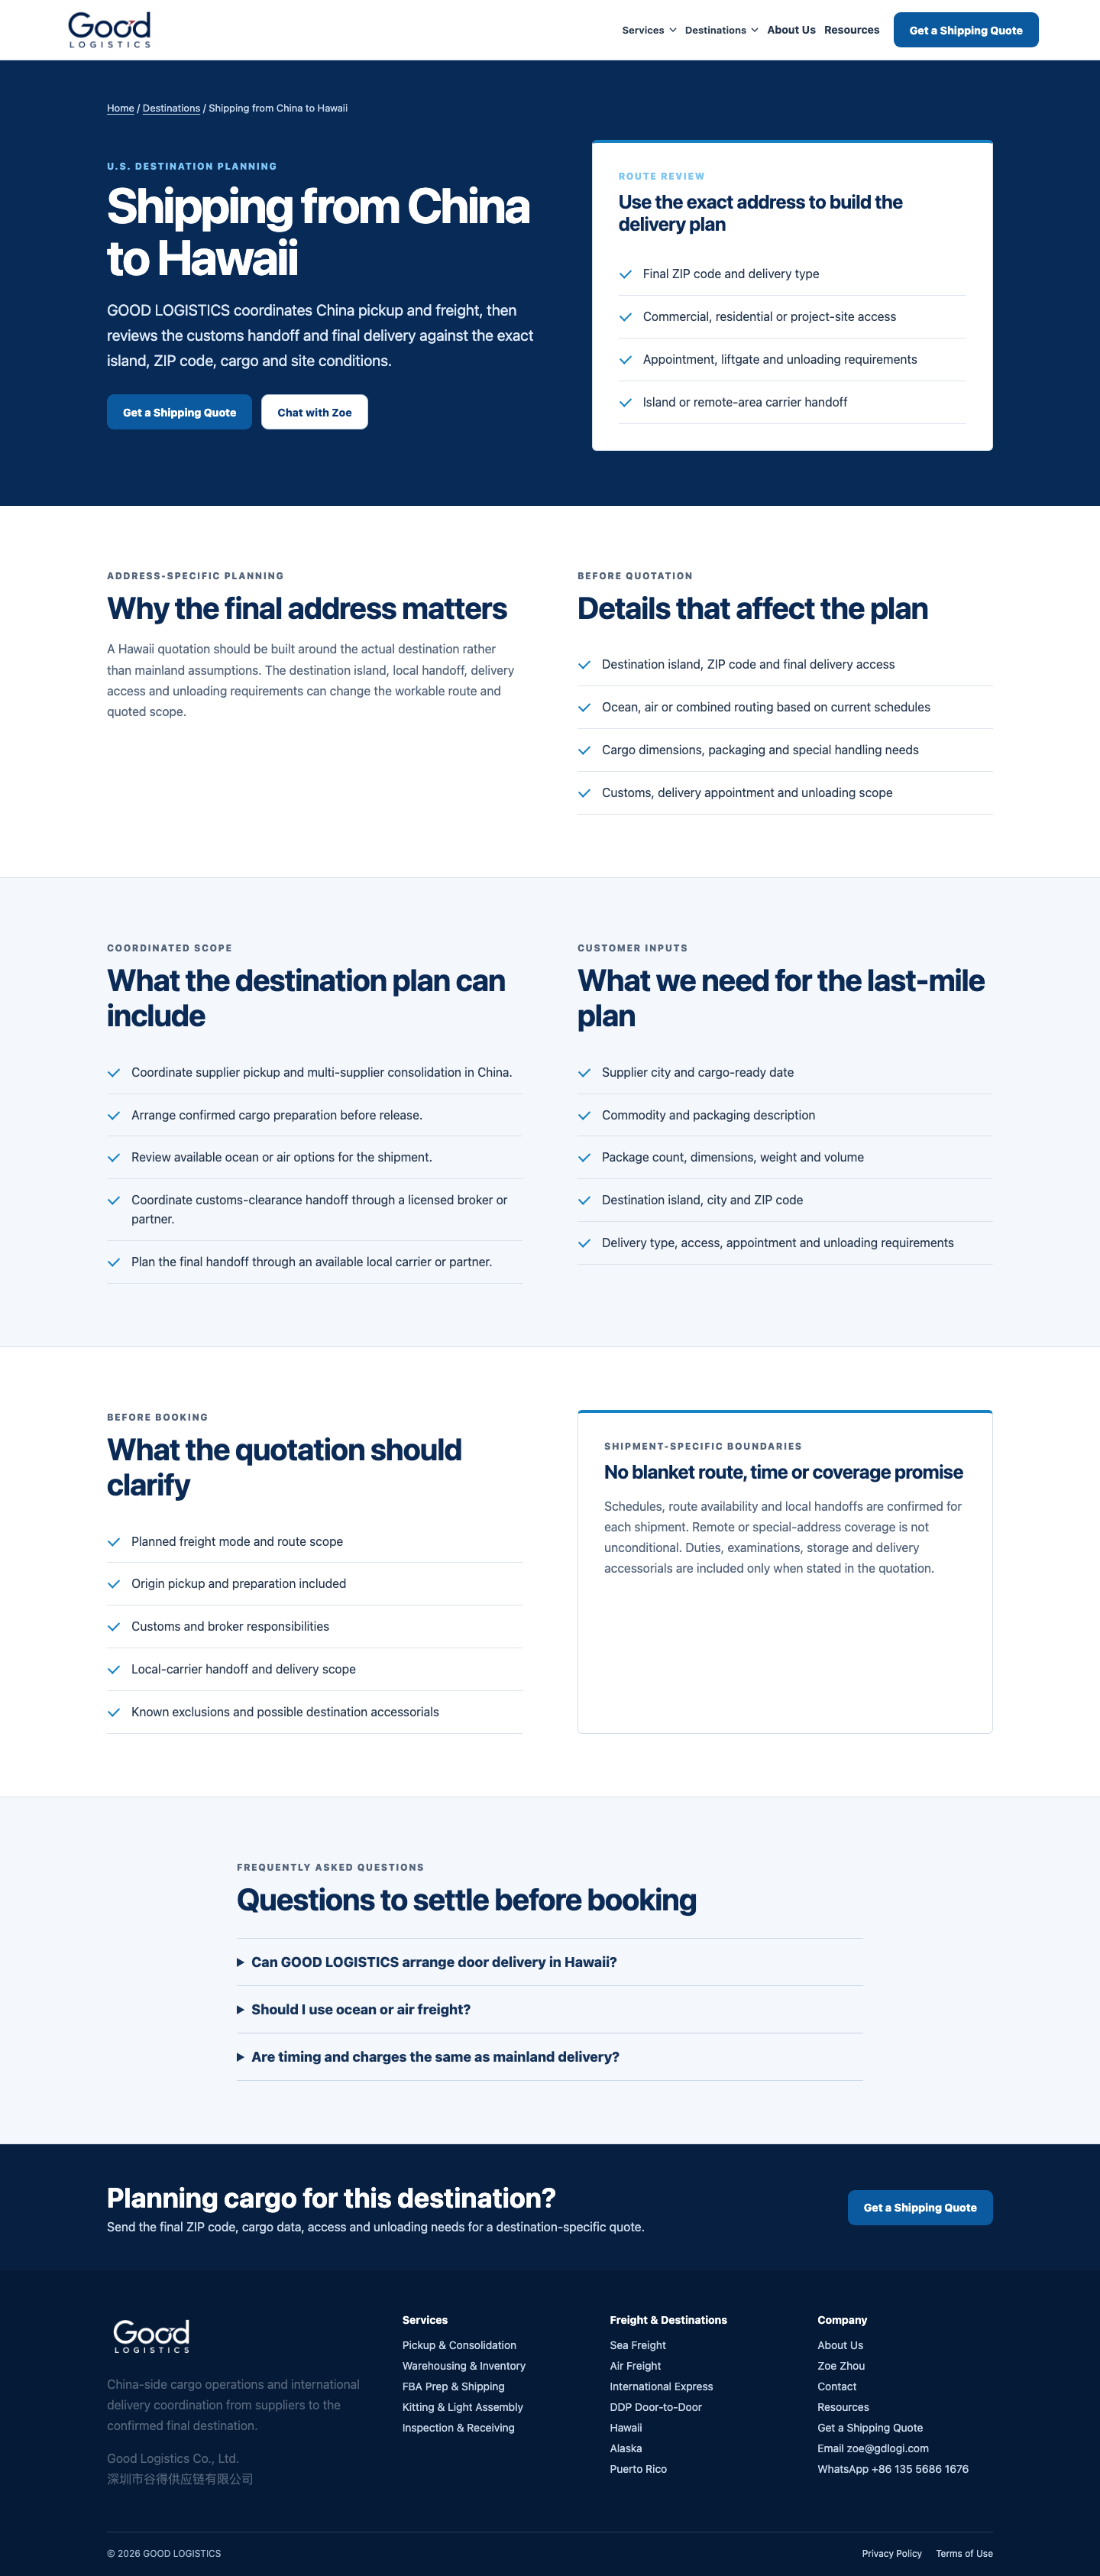 Good
LOGISTICS
Services
Destinations
About Us
Resources
Get a Shipping Quote
Home / Destinations / Shipping from China to Hawaii
U.S. DESTINATION PLANNING
Shipping from China
to Hawaii
GOOD LOGISTICS coordinates China pickup and freight, then
reviews the customs handoff and final delivery against the exact
island, ZIP code, cargo and site conditions.
Get a Shipping Quote
Chat with Zoe
ROUTE REVIEW
Use the exact address to build the
delivery plan
Final ZIP code and delivery type
Commercial, residential or project-site access
Appointment, liftgate and unloading requirements
Island or remote-area carrier handoff
ADDRESS-SPECIFIC PLANNING
Why the final address matters
A Hawaii quotation should be built around the actual destination rather
than mainland assumptions. The destination island, local handoff, delivery
access and unloading requirements can change the workable route and
quoted scope.
BEFORE QUOTATION
Details that affect the plan
Destination island, ZIP code and final delivery access
Ocean, air or combined routing based on current schedules
Cargo dimensions, packaging and special handling needs
Customs, delivery appointment and unloading scope
COORDINATED SCOPE
What the destination plan can
include
Coordinate supplier pickup and multi-supplier consolidation in China.
Arrange confirmed cargo preparation before release.
Review available ocean or air options for the shipment.
Coordinate customs-clearance handoff through a licensed broker or
partner.
Plan the final handoff through an available local carrier or partner.
CUSTOMER INPUTS
What we need for the last-mile
plan
Supplier city and cargo-ready date
Commodity and packaging description
Package count, dimensions, weight and volume
Destination island, city and ZIP code
Delivery type, access, appointment and unloading requirements
BEFORE BOOKING
What the quotation should
clarify
Planned freight mode and route scope
Origin pickup and preparation included
Customs and broker responsibilities
Local-carrier handoff and delivery scope
Known exclusions and possible destination accessorials
SHIPMENT-SPECIFIC BOUNDARIES
No blanket route, time or coverage promise
Schedules, route availability and local handoffs are confirmed for
each shipment. Remote or special-address coverage is not
unconditional. Duties, examinations, storage and delivery
accessorials are included only when stated in the quotation.
FREQUENTLY ASKED QUESTIONS
Questions to settle before booking
Can GOOD LOGISTICS arrange door delivery in Hawaii?
Should I use ocean or air freight?
Are timing and charges the same as mainland delivery?
Planning cargo for this destination?
Send the final ZIP code, cargo data, access and unloading needs for a destination-specific quote.
Get a Shipping Quote
Good
LOGISTICS
China-side cargo operations and international
delivery coordination from suppliers to the
confirmed final destination.
Good Logistics Co., Ltd.
深圳市谷得供应链有限公司
Services
Pickup & Consolidation
Warehousing & Inventory
FBA Prep & Shipping
Kitting & Light Assembly
Inspection & Receiving
Freight & Destinations
Sea Freight
Air Freight
International Express
DDP Door-to-Door
Hawaii
Alaska
Puerto Rico
Company
About Us
Zoe Zhou
Contact
Resources
Get a Shipping Quote
Email zoe@gdlogi.com
WhatsApp +86 135 5686 1676
© 2026 GOOD LOGISTICS
Privacy Policy
Terms of Use